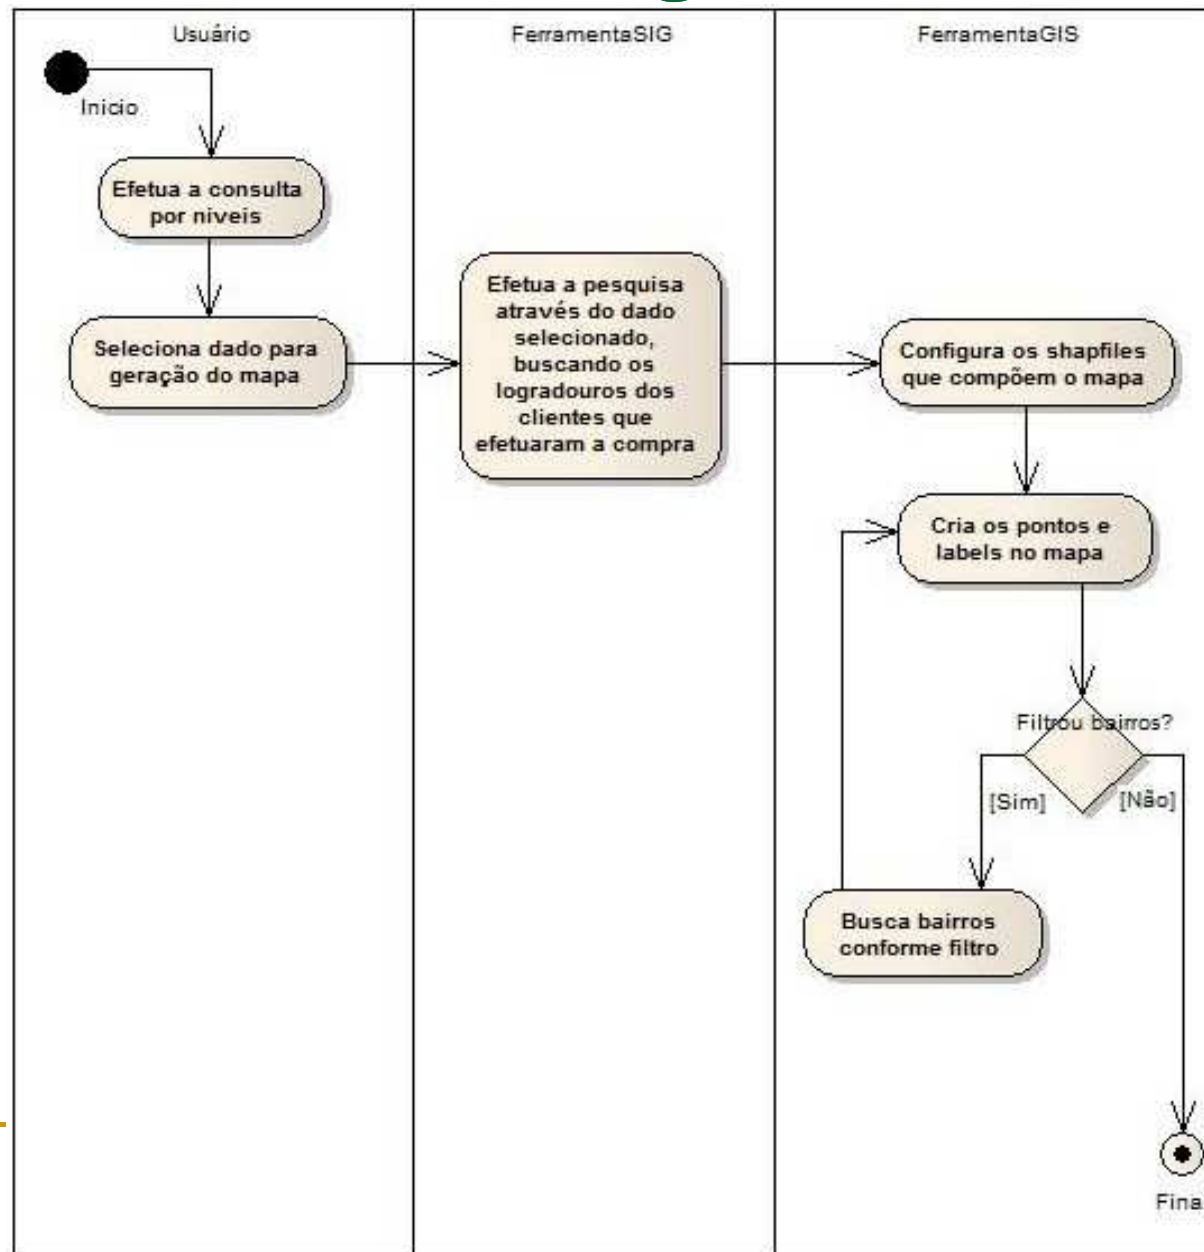 Usuário
FerramentaSIG
FerramentaGIS
Inicio
Efetua a consulta
por niveis
Seleciona dado para
geração do mapa
Efetua a pesquisa
através do dado
selecionado,
buscando os
logradouros dos
clientes que
efetuaram a compra
Configura os shapfiles
que compõem o mapa
Cria os pontos e
labels no mapa
Filtrou bairros?
[Sim]
[Não]
Busca bairros
conforme filtro
Final